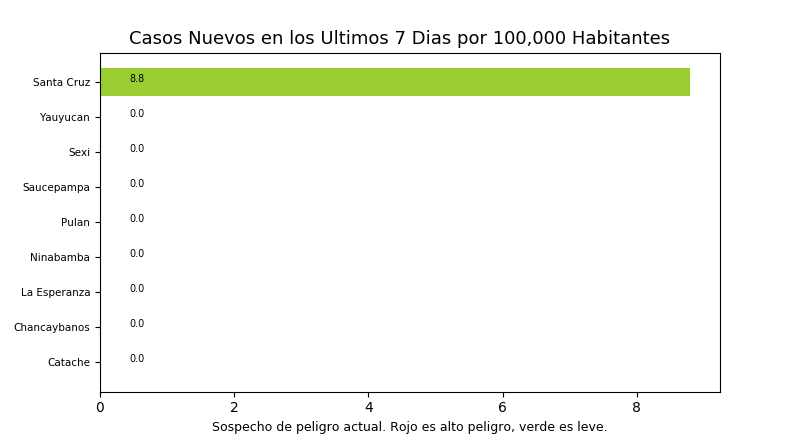 Casos Nuevos en los Ultimos 7 Dias por 100,000 Habitantes
Santa Cruz 8.8
Yauyucan 0.0
Sexi 0.0
Saucepampa 0.0
Pulan 0.0
Ninabamba 0.0
La Esperanza 0.0
Chancaybanos 0.0
Catache 0.0
0 2 4 6 8
Sospecho de peligro actual. Rojo es alto peligro, verde es leve.